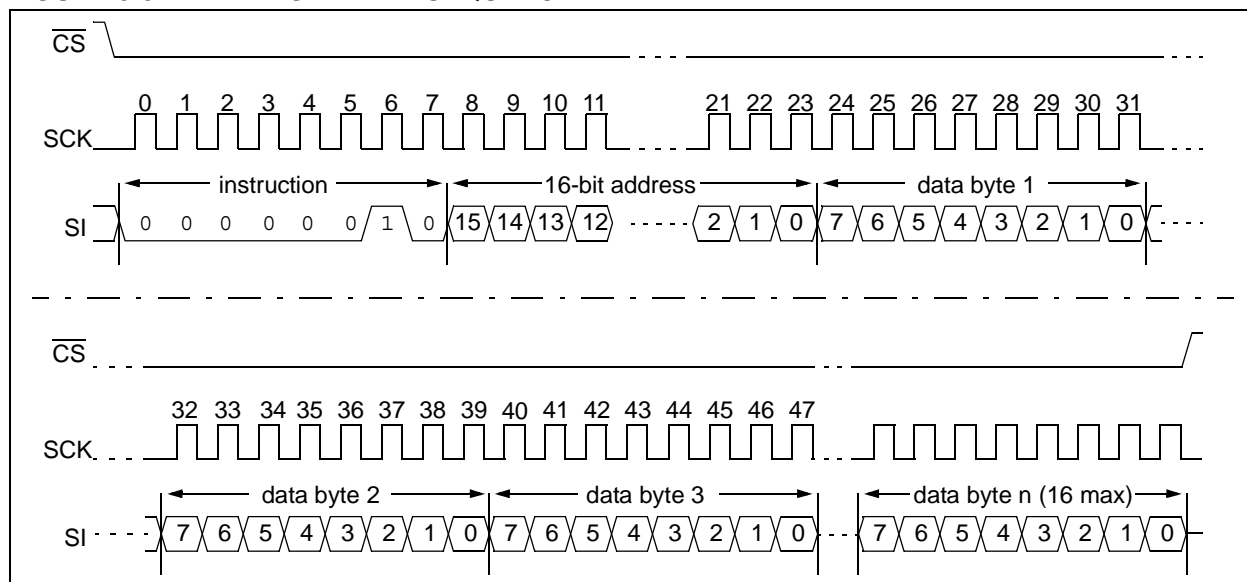 CS
0 1 2 3 4 5 6 7 8 9 10 11 21 22 23 24 25 26 27 28 29 30 31
SCK
instruction 16-bit address data byte 1
SI 0 0 0 0 0 0 1 0 15 14 13 12 2 1 0 7 6 5 4 3 2 1 0
CS
32 33 34 35 36 37 38 39 40 41 42 43 44 45 46 47
SCK
data byte 2 data byte 3 data byte n (16 max)
SI 7 6 5 4 3 2 1 0 7 6 5 4 3 2 1 0 7 6 5 4 3 2 1 0